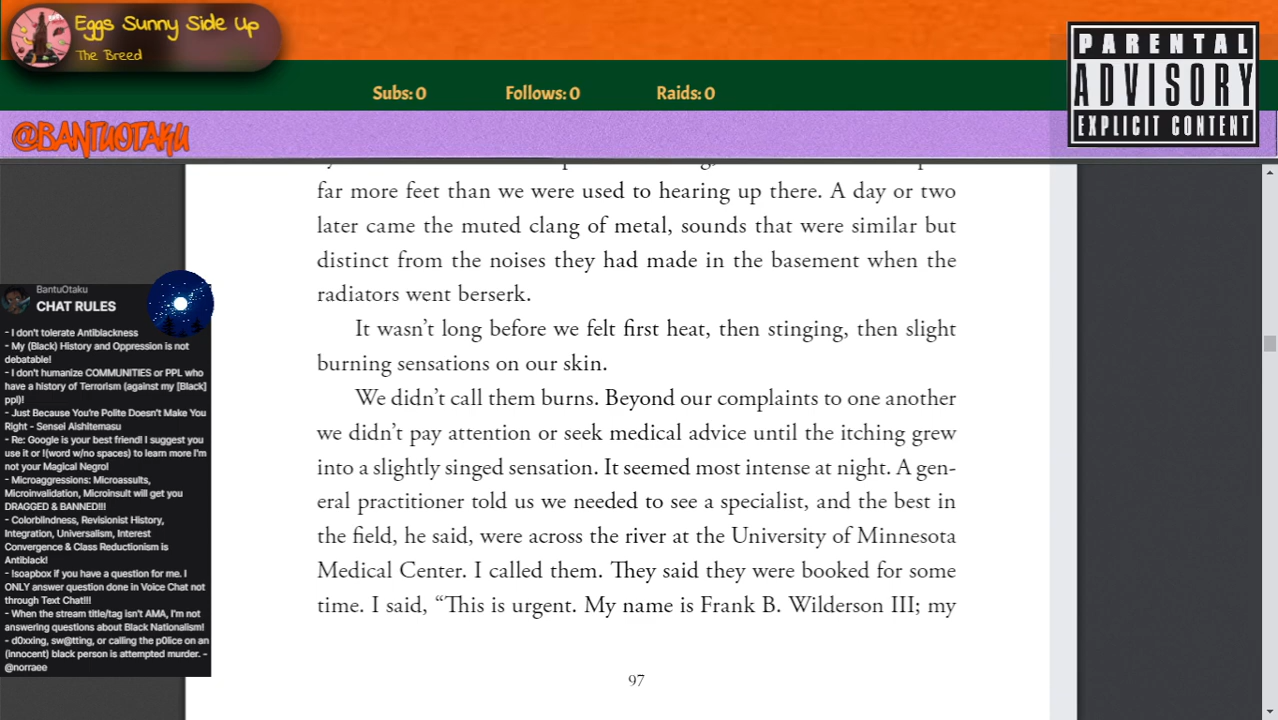 Eggs Sunny Side Up
The Breed
PARENTAL
ADVISORY
EXPLICIT CONTENT
Subs: 0
Follows: 0
Raids: 0
@BANTUOTAKU
far more feet than we were used to hearing up there. A day or two
later came the muted clang of metal, sounds that were similar but
distinct from the noises they had made in the basement when the
radiators went berserk.
It wasn't long before we felt first heat, then stinging, then slight
burning sensations on our skin.
We didn't call them burns. Beyond our complaints to one another
we didn't pay attention or seek medical advice until the itching grew
into a slightly singed sensation. It seemed most intense at night. A gen-
eral practitioner told us we needed to see a specialist, and the best in
the field, he said, were across the river at the University of Minnesota
Medical Center. I called them. They said they were booked for some
time. I said, “This is urgent. My name is Frank B. Wilderson III; my
97
BantuOtaku
CHAT RULES
- I don't tolerate Antiblackness
- My (Black) History and Oppression is not
debatable!
- I don't humanize COMMUNITIES or PPL who
have a history of Terrorism (against my [Black]
ppl)!
- Just Because You're Polite Doesn't Make You
Right - Sensei Aishitemasu
- Re: Google is your best friend! I suggest you
use it or !(word w/no spaces) to learn more I'm
not your Magical Negro!
- Microaggressions: Microassults,
Microinvalidation, Microinsult will get you
DRAGGED & BANNED!!!
- Colorblindness, Revisionist History,
Integration, Universalism, Interest
Convergence & Class Reductionism is
Antiblack!
- !soapbox if you have a question for me. I
ONLY answer question done in Voice Chat not
through Text Chat!!!
- When the stream title/tag isn't AMA, I'm not
answering questions about Black Nationalism!
- d0xxing, sw@tting, or calling the p0lice on an
(innocent) black person is attempted murder. -
@norraee